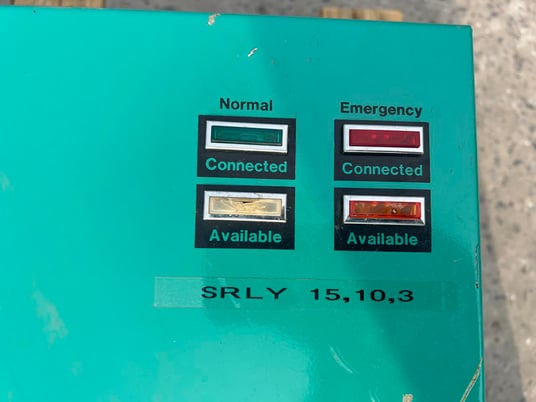 Normal Emergency
Connected Connected
Available Available
SRLY 15,10,3